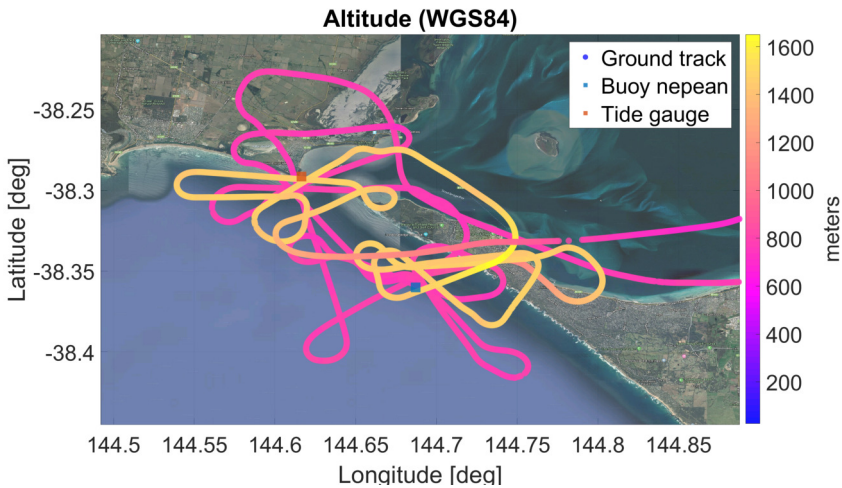 Altitude (WGS84)
Ground track
Buoy nepean
Tide gauge
-38.25
-38.3
-38.35
-38.4
Latitude [deg]
144.5
144.55
144.6
144.65
144.7
144.75
144.8
144.85
Longitude [deg]
1600
1400
1200
1000
800
600
400
200
meters